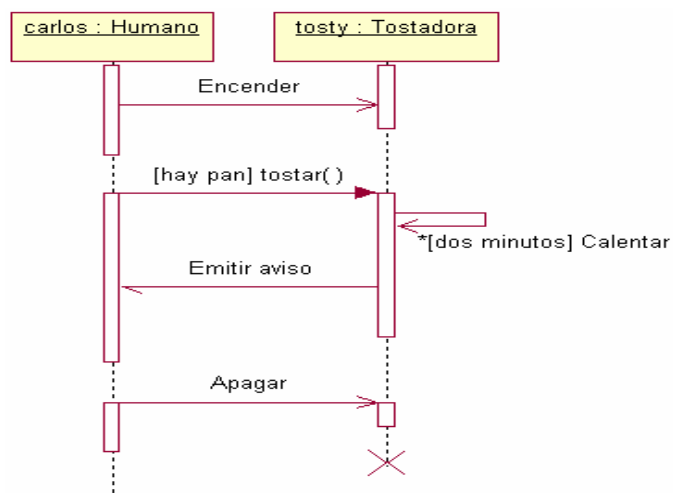 carlos : Humano
tosty : Tostadora
Encender
[hay pan] tostar( )
*[dos minutos] Calentar
Emitir aviso
Apagar